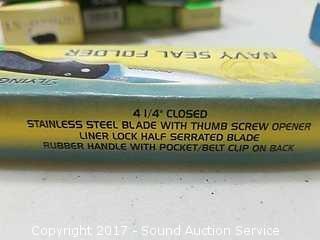 NAVY SEAL FOLDER
FLYING
4 1/4" CLOSED
STAINLESS STEEL BLADE WITH THUMB SCREW OPENER
LINER LOCK HALF SERRATED BLADE
RUBBER HANDLE WITH POCKET/BELT CLIP ON BACK
Copyright 2017 - Sound Auction Service